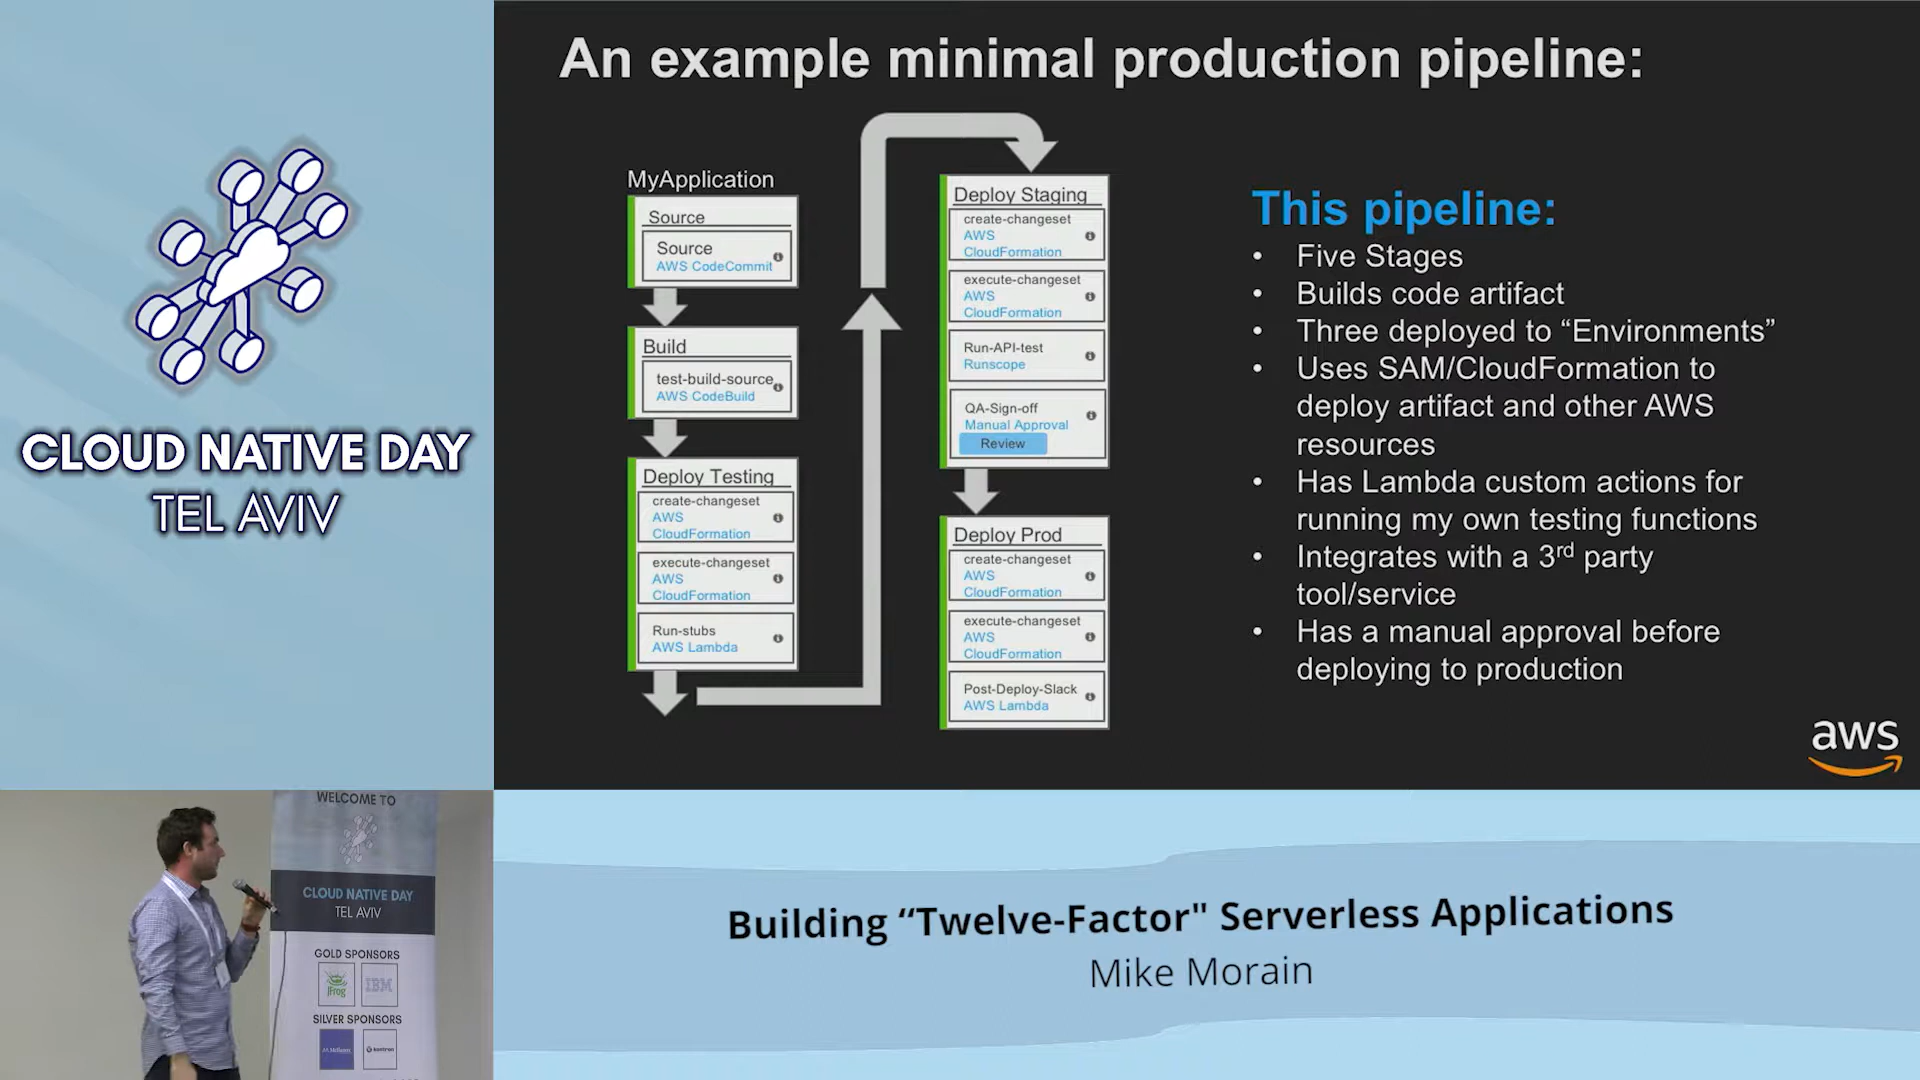 An example minimal production pipeline:
MyApplication
Source
Source
AWS CodeCommit
Build
test-build-source
AWS CodeBuild
Deploy Testing
create-changeset
AWS
CloudFormation
execute-changeset
AWS
CloudFormation
Run-stubs
AWS Lambda
Deploy Staging
create-changeset
AWS
CloudFormation
execute-changeset
AWS
CloudFormation
Run-API-test
Runscope
QA-Sign-off
Manual Approval
Review
Deploy Prod
create-changeset
AWS
CloudFormation
execute-changeset
AWS
CloudFormation
Post-Deploy-Slack
AWS Lambda
This pipeline:
• Five Stages
• Builds code artifact
• Three deployed to “Environments”
• Uses SAM/CloudFormation to
deploy artifact and other AWS
resources
• Has Lambda custom actions for
running my own testing functions
• Integrates with a 3rd party
tool/service
• Has a manual approval before
deploying to production
aws
CLOUD NATIVE DAY
TEL AVIV
WELCOME TO
CLOUD NATIVE DAY
TEL AVIV
GOLD SPONSORS
JFrog
IBM
SILVER SPONSORS
Building “Twelve-Factor" Serverless Applications
Mike Morain